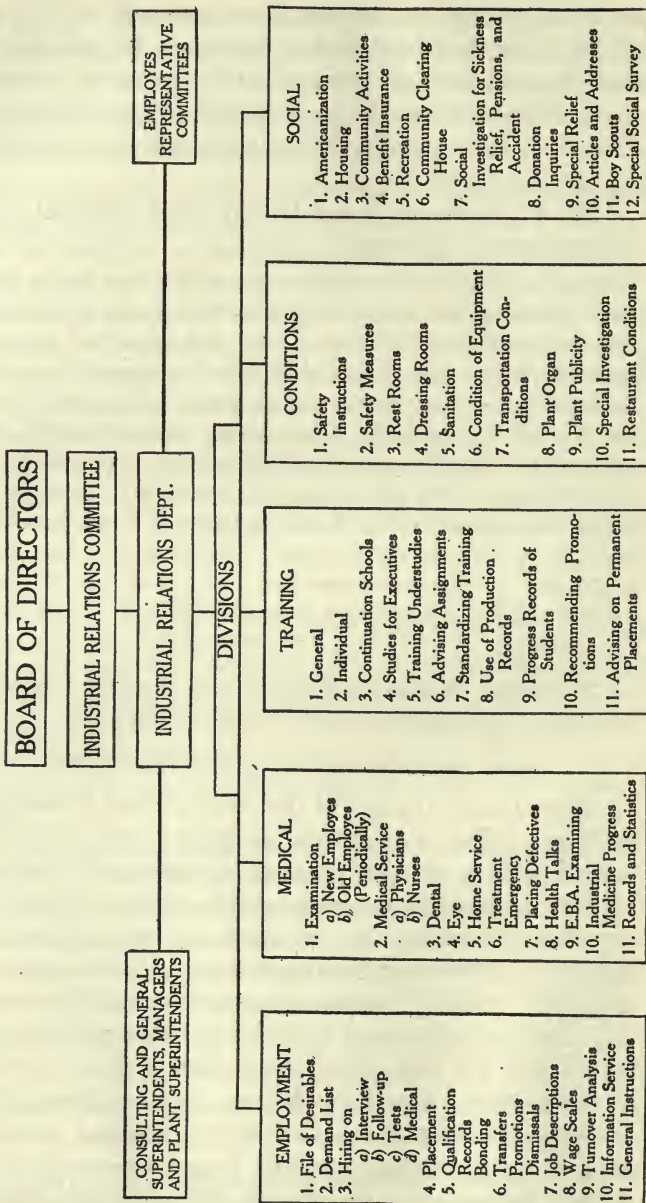 BOARD OF DIRECTORS
INDUSTRIAL RELATIONS COMMITTEE
CONSULTING AND GENERAL
SUPERINTENDENTS, MANAGERS
AND PLANT SUPERINTENDENTS
INDUSTRIAL RELATIONS DEPT.
EMPLOYES
REPRESENTATIVE
COMMITTEES
DIVISIONS
EMPLOYMENT
1. File of Desirables
2. Demand List
3. Hiring on
a) Interview
b) Follow-up
c) Tests
d) Medical
4. Placement
5. Qualification
Records
Bonding
6. Transfers
Promotions
Dismissals
7. Job Descriptions
8. Wage Scales
9. Turnover Analysis
10. Information Service
11. General Instructions
MEDICAL
1. Examination
a) New Employes
b) Old Employes
(Periodically)
2. Medical Service
a) Physicians
b) Nurses
3. Dental
4. Eye
5. Home Service
6. Treatment
Emergency
7. Placing Defectives
8. Health Talks
9. E.B.A. Examining
10. Industrial
Medicine Progress
11. Records and Statistics
TRAINING
1. General
2. Individual
3. Continuation Schools
4. Studies for Executives
5. Training Understudies
6. Advising Assignments
7. Standardizing Training
8. Use of Production
Records
9. Progress Records of
Students
10. Recommending Promo-
tions
11. Advising on Permanent
Placements
CONDITIONS
1. Safety
Instructions
2. Safety Measures
3. Rest Rooms
4. Dressing Rooms
5. Sanitation
6. Condition of Equipment
7. Transportation Con-
ditions
8. Plant Organ
9. Plant Publicity
10. Special Investigation
11. Restaurant Conditions
SOCIAL
1. Americanization
2. Housing
3. Community Activities
4. Benefit Insurance
5. Recreation
6. Community Clearing
House
7. Social
Investigation for Sickness
Relief, Pensions, and
Accident
8. Donation
Inquiries
9. Special Relief
10. Articles and Addresses
11. Boy Scouts
12. Special Social Survey